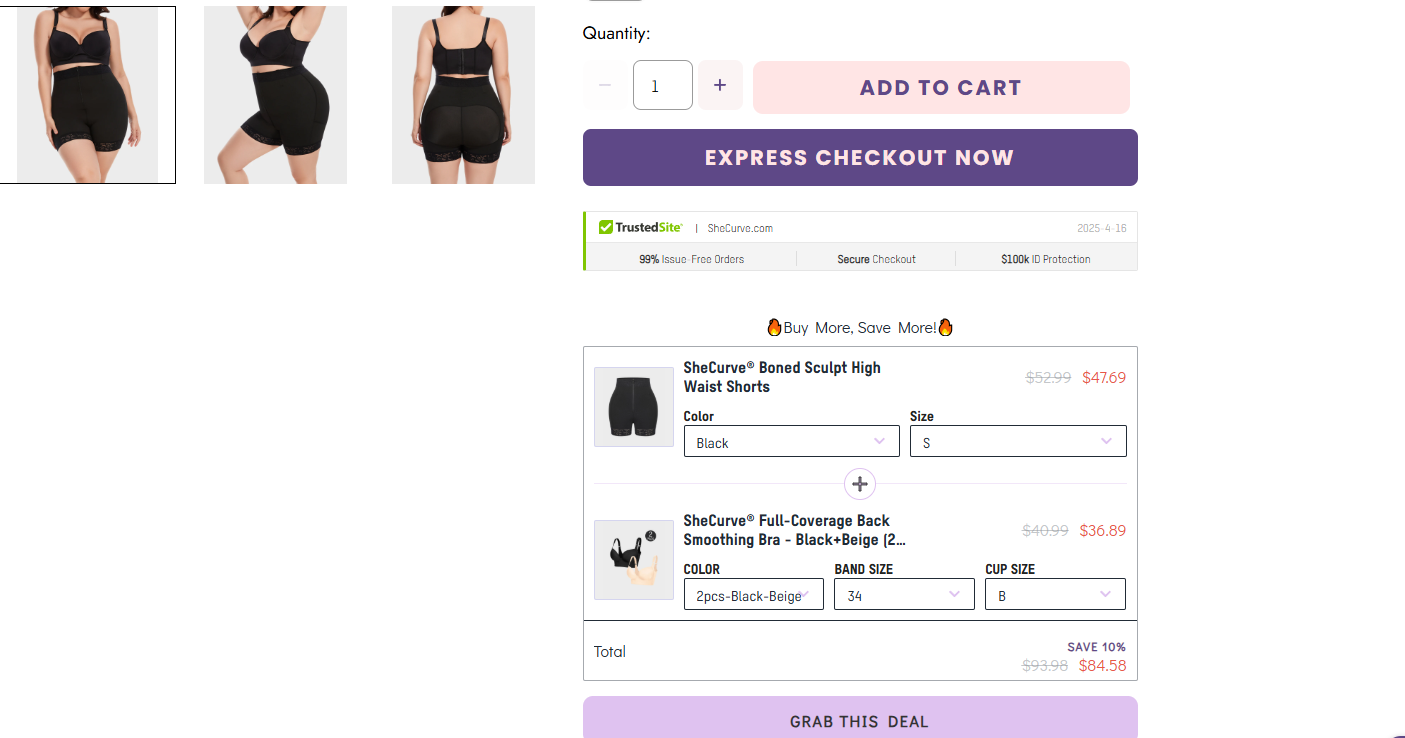 Quantity:
− 1 + ADD TO CART
EXPRESS CHECKOUT NOW
TrustedSite | SheCurve.com 2025-4-16
99% Issue-Free Orders Secure Checkout $100k ID Protection
🔥Buy More, Save More!🔥
SheCurve® Boned Sculpt High
Waist Shorts
$52.99 $47.69
Color Size
Black S
SheCurve® Full-Coverage Back
Smoothing Bra - Black+Beige (2...
$40.99 $36.89
COLOR BAND SIZE CUP SIZE
2pcs-Black-Beige 34 B
Total
SAVE 10%
$93.98 $84.58
GRAB THIS DEAL